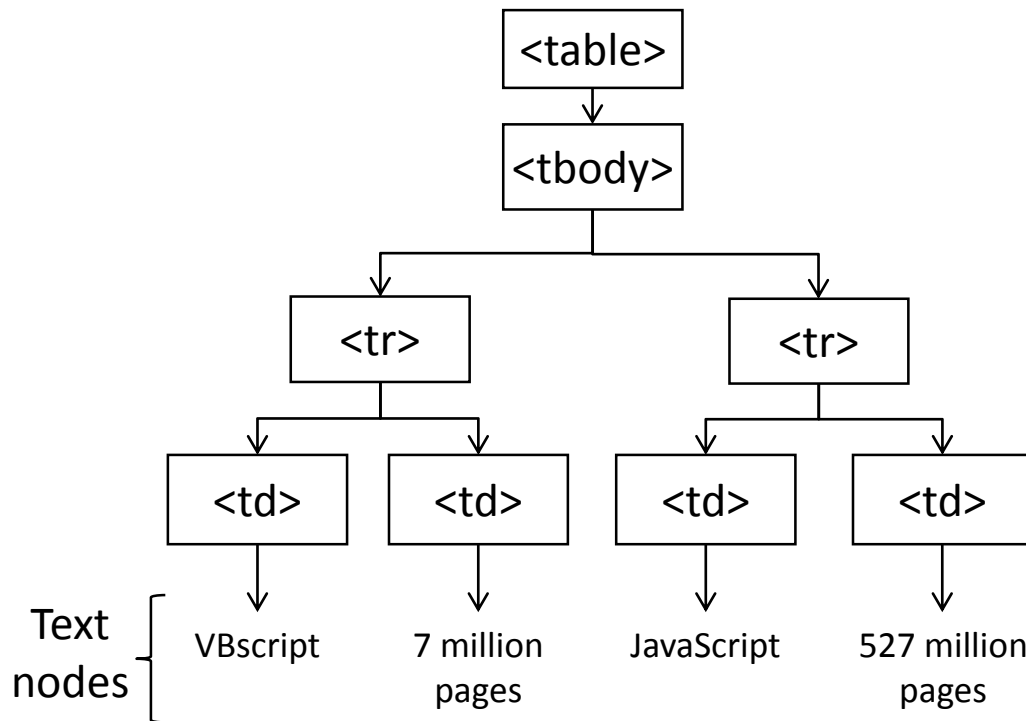 <table>
<tbody>
<tr>
<tr>
<td>
<td>
<td>
<td>
Text
nodes
VBscript
7 million
pages
JavaScript
527 million
pages